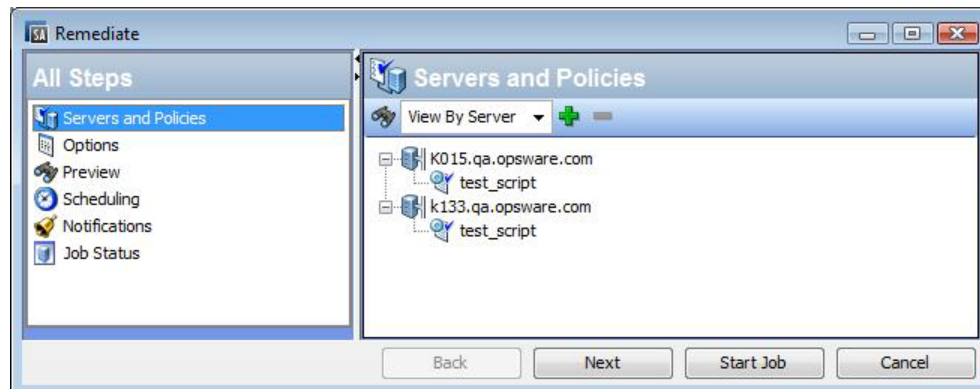 SA Remediate
All Steps
Servers and Policies
Options
Preview
Scheduling
Notifications
Job Status
Servers and Policies
View By Server
K015.qa.opsware.com
test_script
k133.qa.opsware.com
test_script
Back Next Start Job Cancel